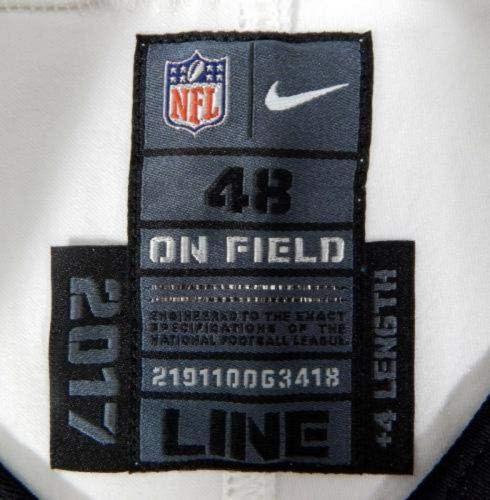 NFL
48
ON FIELD
ENGINEERED TO THE EXACT
SPECIFICATIONS OF THE
NATIONAL FOOTBALL LEAGUE.
2191100G3418
LINE
2017
+4 LENGTH